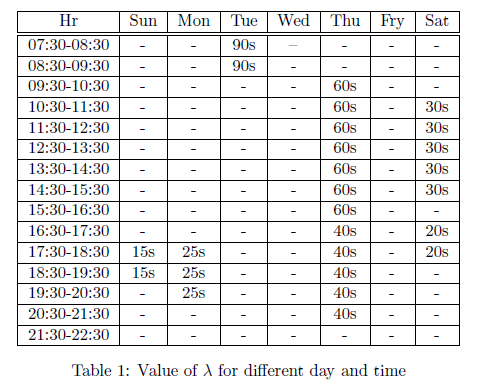 Hr Sun Mon Tue Wed Thu Fry Sat
07:30-08:30 - - 90s – - - -
08:30-09:30 - - 90s - - - -
09:30-10:30 - - - - 60s - -
10:30-11:30 - - - - 60s - 30s
11:30-12:30 - - - - 60s - 30s
12:30-13:30 - - - - 60s - 30s
13:30-14:30 - - - - 60s - 30s
14:30-15:30 - - - - 60s - 30s
15:30-16:30 - - - - 60s - -
16:30-17:30 - - - - 40s - 20s
17:30-18:30 15s 25s - - 40s - 20s
18:30-19:30 15s 25s - - 40s - -
19:30-20:30 - 25s - - 40s - -
20:30-21:30 - - - - 40s - -
21:30-22:30 - - - - - - -
Table 1: Value of λ for different day and time